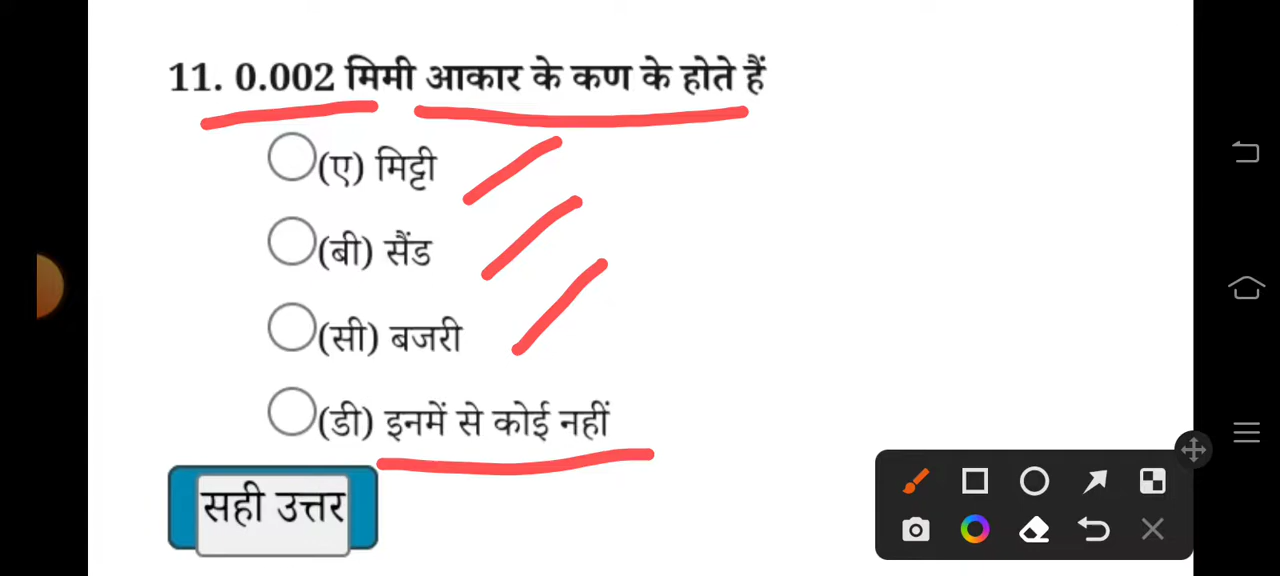 11. 0.002 मिमी आकार के कण के होते हैं
(ए) मिट्टी
(बी) सैंड
(सी) बजरी
(डी) इनमें से कोई नहीं
सही उत्तर